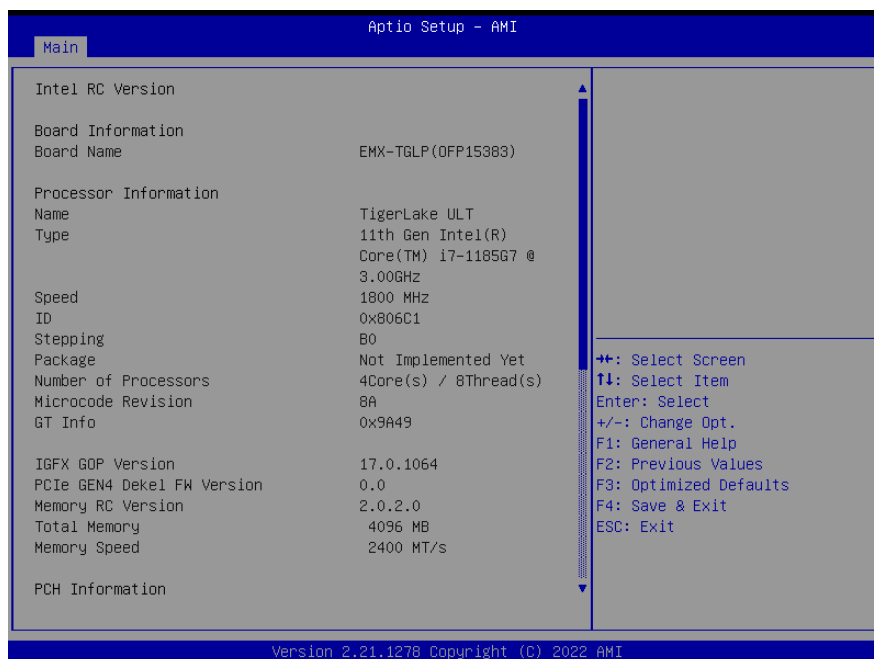 Aptio Setup – AMI
Main
Intel RC Version
Board Information
Board Name EMX-TGLP(OFP15383)
Processor Information
Name TigerLake ULT
Type 11th Gen Intel(R)
Core(TM) i7-1185G7 @
3.00GHz
Speed 1800 MHz
ID 0x806C1
Stepping B0
Package Not Implemented Yet
Number of Processors 4Core(s) / 8Thread(s)
Microcode Revision 8A
GT Info 0x9A49
IGFX GOP Version 17.0.1064
PCIe GEN4 Dekel FW Version 0.0
Memory RC Version 2.0.2.0
Total Memory 4096 MB
Memory Speed 2400 MT/s
PCH Information
→←: Select Screen
↑↓: Select Item
Enter: Select
+/-: Change Opt.
F1: General Help
F2: Previous Values
F3: Optimized Defaults
F4: Save & Exit
ESC: Exit
Version 2.21.1278 Copyright (C) 2022 AMI